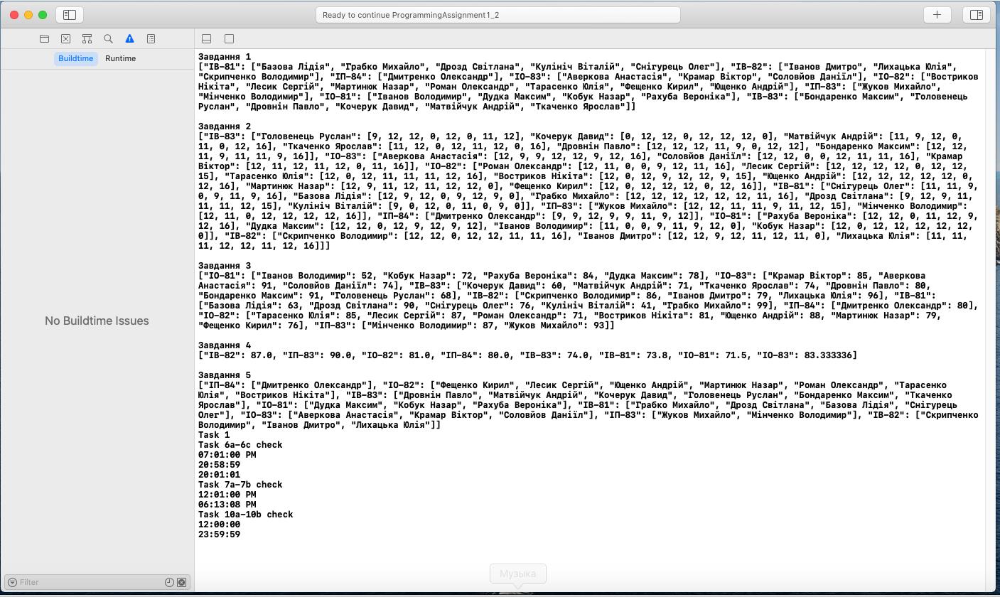 Ready to continue ProgrammingAssignment1_2
Buildtime Runtime
Завдання 1
["ІВ-81": ["Базова Лідія", "Грабко Михайло", "Дрозд Світлана", "Кулініч Віталій", "Снігурець Олег"], "ІВ-82": ["Іванов Дмитро", "Лихацька Юлія",
"Скрипченко Володимир"], "ІП-84": ["Дмитренко Олександр"], "ІО-83": ["Аверкова Анастасія", "Крамар Віктор", "Соловйов Даніїл"], "ІО-82": ["Востриков
Нікіта", "Лесик Сергій", "Мартинюк Назар", "Роман Олександр", "Тарасенко Юлія", "Фещенко Кирил", "Ющенко Андрій"], "ІП-83": ["Жуков Михайло",
"Мінченко Володимир"], "ІО-81": ["Іванов Володимир", "Дудка Максим", "Кобук Назар", "Рахуба Вероніка"], "ІВ-83": ["Бондаренко Максим", "Головенець
Руслан", "Дровнін Павло", "Кочерук Давид", "Матвійчук Андрій", "Ткаченко Ярослав"]]
Завдання 2
["ІВ-83": ["Головенець Руслан": [9, 12, 12, 0, 12, 0, 11, 12], "Кочерук Давид": [0, 12, 12, 0, 12, 12, 12, 0], "Матвійчук Андрій": [11, 9, 12, 0,
11, 0, 12, 16], "Ткаченко Ярослав": [11, 12, 0, 12, 11, 12, 0, 16], "Дровнін Павло": [12, 12, 12, 11, 9, 0, 12, 12], "Бондаренко Максим": [12, 12,
11, 9, 11, 11, 9, 16]], "ІО-83": ["Аверкова Анастасія": [12, 9, 9, 12, 12, 9, 12, 16], "Соловйов Даніїл": [12, 12, 0, 0, 12, 11, 11, 16], "Крамар
Віктор": [12, 11, 12, 11, 12, 0, 11, 16]], "ІО-82": ["Роман Олександр": [12, 11, 0, 0, 9, 12, 11, 16], "Лесик Сергій": [12, 12, 12, 12, 0, 12, 12,
15], "Тарасенко Юлія": [12, 0, 12, 11, 11, 11, 12, 16], "Востриков Нікіта": [12, 0, 12, 9, 12, 12, 9, 15], "Ющенко Андрій": [12, 12, 12, 12, 12, 0,
12, 16], "Мартинюк Назар": [12, 9, 11, 12, 11, 12, 12, 0], "Фещенко Кирил": [12, 0, 12, 12, 12, 0, 12, 16]], "ІВ-81": ["Снігурець Олег": [11, 11, 9,
0, 9, 11, 9, 16], "Базова Лідія": [12, 9, 12, 0, 9, 12, 9, 0], "Грабко Михайло": [12, 12, 12, 12, 12, 12, 11, 16], "Дрозд Світлана": [9, 12, 9, 11,
11, 11, 12, 15], "Кулініч Віталій": [9, 0, 12, 0, 11, 0, 9, 0]], "ІП-83": ["Жуков Михайло": [12, 12, 11, 11, 9, 11, 12, 15], "Мінченко Володимир":
[12, 11, 0, 12, 12, 12, 12, 16]], "ІП-84": ["Дмитренко Олександр": [9, 9, 12, 9, 9, 11, 9, 12]], "ІО-81": ["Рахуба Вероніка": [12, 12, 0, 11, 12, 9,
12, 16], "Дудка Максим": [12, 12, 0, 12, 9, 12, 9, 12], "Іванов Володимир": [11, 0, 0, 9, 11, 9, 12, 0], "Кобук Назар": [12, 0, 12, 12, 12, 12, 12,
0]], "ІВ-82": ["Скрипченко Володимир": [12, 12, 0, 12, 12, 11, 11, 16], "Іванов Дмитро": [12, 12, 9, 12, 11, 12, 11, 0], "Лихацька Юлія": [11, 11,
11, 12, 12, 11, 12, 16]]]
Завдання 3
["ІО-81": ["Іванов Володимир": 52, "Кобук Назар": 72, "Рахуба Вероніка": 84, "Дудка Максим": 78], "ІО-83": ["Крамар Віктор": 85, "Аверкова
Анастасія": 91, "Соловйов Даніїл": 74], "ІВ-83": ["Кочерук Давид": 60, "Матвійчук Андрій": 71, "Ткаченко Ярослав": 74, "Дровнін Павло": 80,
"Бондаренко Максим": 91, "Головенець Руслан": 68], "ІВ-82": ["Скрипченко Володимир": 86, "Іванов Дмитро": 79, "Лихацька Юлія": 96], "ІВ-81":
["Базова Лідія": 63, "Дрозд Світлана": 90, "Снігурець Олег": 76, "Кулініч Віталій": 41, "Грабко Михайло": 99], "ІП-84": ["Дмитренко Олександр": 80],
"ІО-82": ["Тарасенко Юлія": 85, "Лесик Сергій": 87, "Роман Олександр": 71, "Востриков Нікіта": 81, "Ющенко Андрій": 88, "Мартинюк Назар": 79,
"Фещенко Кирил": 76], "ІП-83": ["Мінченко Володимир": 87, "Жуков Михайло": 93]]
No Buildtime Issues
Завдання 4
["ІВ-82": 87.0, "ІП-83": 90.0, "ІО-82": 81.0, "ІП-84": 80.0, "ІВ-83": 74.0, "ІВ-81": 73.8, "ІО-81": 71.5, "ІО-83": 83.333336]
Завдання 5
["ІП-84": ["Дмитренко Олександр"], "ІО-82": ["Фещенко Кирил", "Лесик Сергій", "Ющенко Андрій", "Мартинюк Назар", "Роман Олександр", "Тарасенко
Юлія", "Востриков Нікіта"], "ІВ-83": ["Дровнін Павло", "Матвійчук Андрій", "Кочерук Давид", "Головенець Руслан", "Бондаренко Максим", "Ткаченко
Ярослав"], "ІО-81": ["Дудка Максим", "Кобук Назар", "Рахуба Вероніка"], "ІВ-81": ["Грабко Михайло", "Дрозд Світлана", "Базова Лідія", "Снігурець
Олег"], "ІО-83": ["Аверкова Анастасія", "Крамар Віктор", "Соловйов Даніїл"], "ІП-83": ["Жуков Михайло", "Мінченко Володимир"], "ІВ-82": ["Скрипченко
Володимир", "Іванов Дмитро", "Лихацька Юлія"]]
Task 1
Task 6a-6c check
07:01:00 PM
20:58:59
20:01:01
Task 7a-7b check
12:01:00 PM
06:13:08 PM
Task 10a-10b check
12:00:00
23:59:59
Музыка
Filter